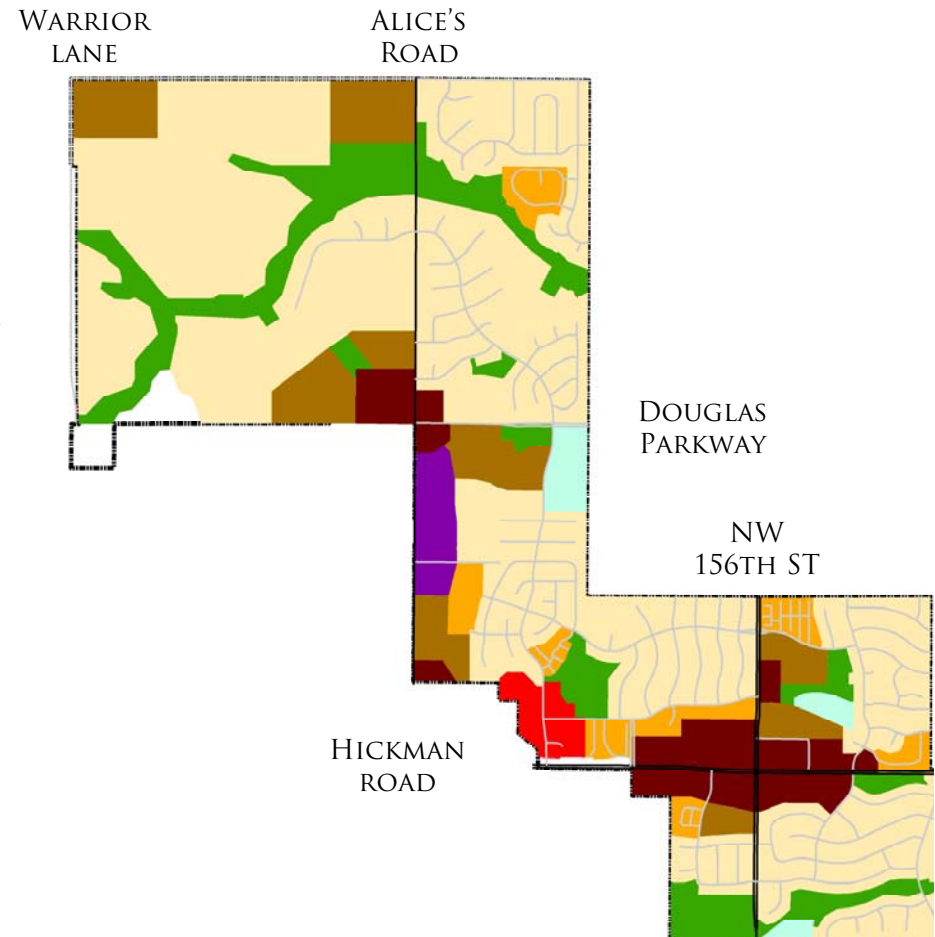 WARRIOR
LANE
ALICE'S
ROAD
DOUGLAS
PARKWAY
NW
156TH ST
HICKMAN
ROAD